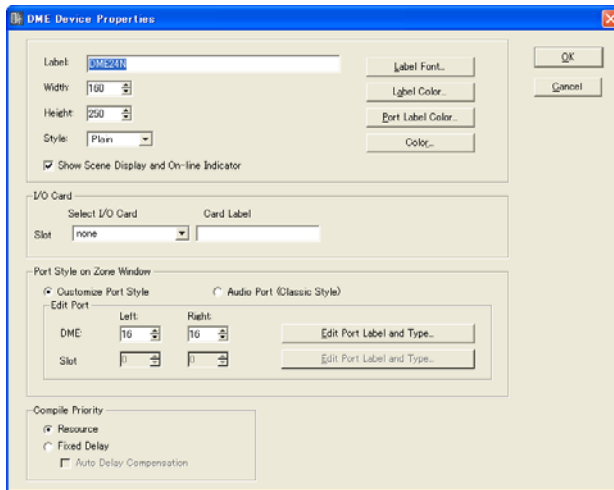 DME Device Properties
Label: DME24N
Label Font...
OK
Width: 160
Label Color...
Cancel
Height: 250
Port Label Color...
Style: Plain
Color...
Show Scene Display and On-line Indicator
I/O Card
Select I/O Card Card Label
Slot none
Port Style on Zone Window
Customize Port Style Audio Port (Classic Style)
Edit Port
Left: Right:
DME: 16 16 Edit Port Label and Type...
Slot 0 0 Edit Port Label and Type...
Compile Priority
Resource
Fixed Delay
Auto Delay Compensation